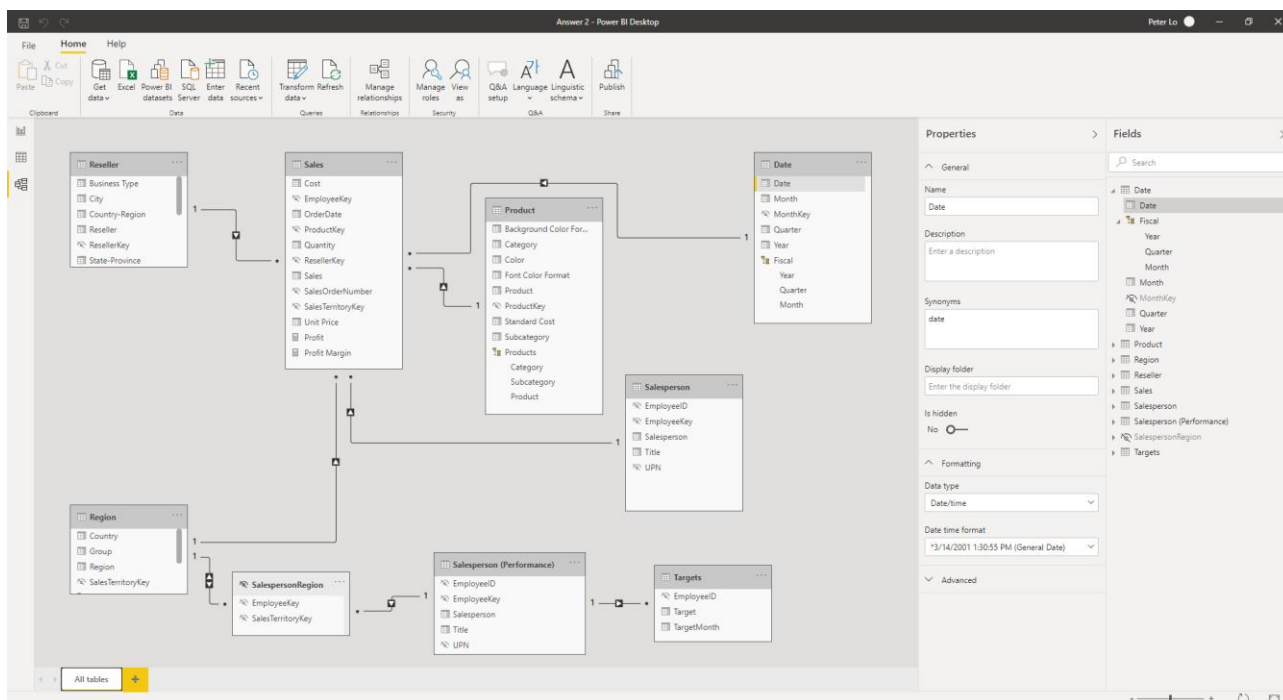 Answer 2 - Power BI Desktop
Peter Lo
File
Home
Help
Paste
Cut
Copy
Get data
Excel
Power BI datasets
SQL Server
Enter data
Recent sources
Transform data
Refresh
Manage relationships
Manage roles
View as
Q&A setup
Language
Linguistic schema
Publish
Clipboard
Data
Queries
Relationships
Security
Q&A
Share
Reseller
Business Type
City
Country-Region
Reseller
ResellerKey
State-Province
1
*
Sales
Cost
EmployeeKey
OrderDate
ProductKey
Quantity
ResellerKey
Sales
SalesOrderNumber
SalesTerritoryKey
Unit Price
Profit
Profit Margin
*
*
1
Product
Background Color For...
Category
Color
Font Color Format
Product
ProductKey
Standard Cost
Subcategory
Products
Category
Subcategory
Product
1
Date
Date
Month
MonthKey
Quarter
Year
Fiscal
Year
Quarter
Month
* *
Salesperson
EmployeeID
EmployeeKey
Salesperson
Title
UPN
1
Region
Country
Group
Region
SalesTerritoryKey
1
1
SalespersonRegion
EmployeeKey
SalesTerritoryKey
*
*
1
Salesperson (Performance)
EmployeeID
EmployeeKey
Salesperson
Title
UPN
1
*
Targets
EmployeeID
Target
TargetMonth
All tables
+
Properties
General
Name
Date
Description
Enter a description
Synonyms
date
Display folder
Enter the display folder
Is hidden
No
Formatting
Data type
Date/time
Date time format
*3/14/2001 1:30:55 PM (General Date)
Advanced
Fields
Search
Date
Date
Fiscal
Year
Quarter
Month
Month
MonthKey
Quarter
Year
Product
Region
Reseller
Sales
Salesperson
Salesperson (Performance)
SalespersonRegion
Targets